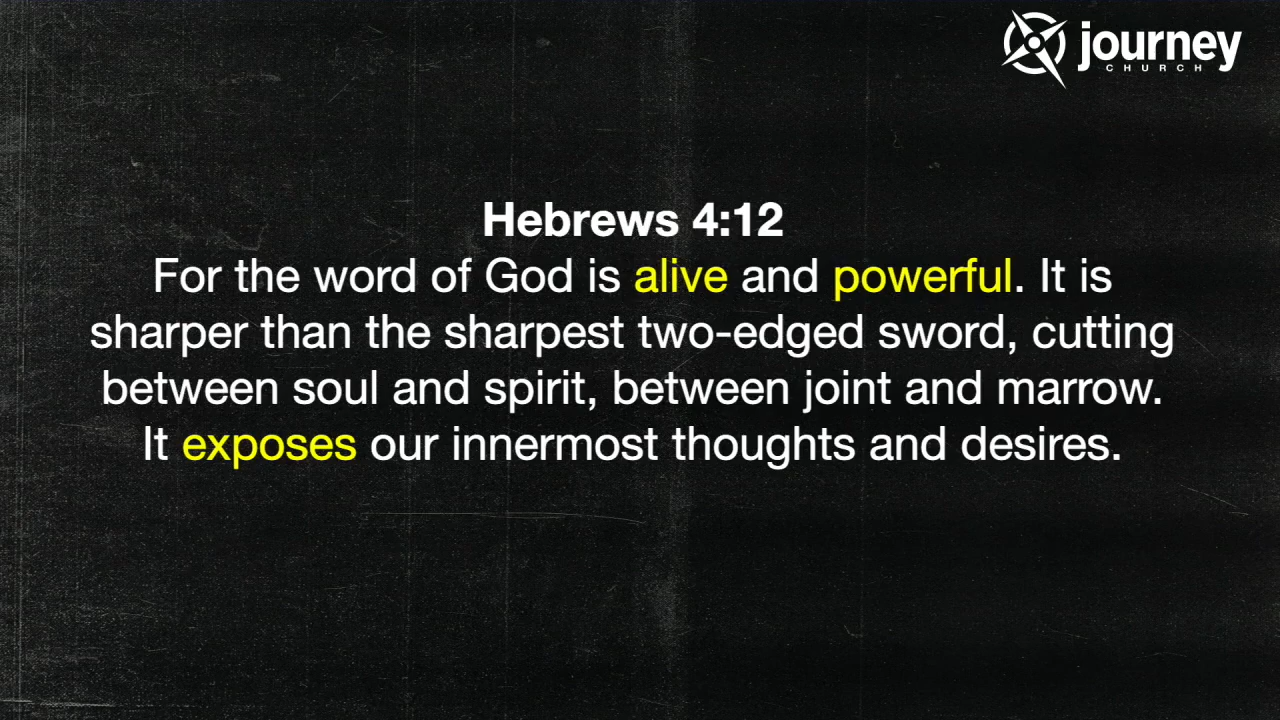 journey
CHURCH
Hebrews 4:12
For the word of God is alive and powerful. It is
sharper than the sharpest two-edged sword, cutting
between soul and spirit, between joint and marrow.
It exposes our innermost thoughts and desires.